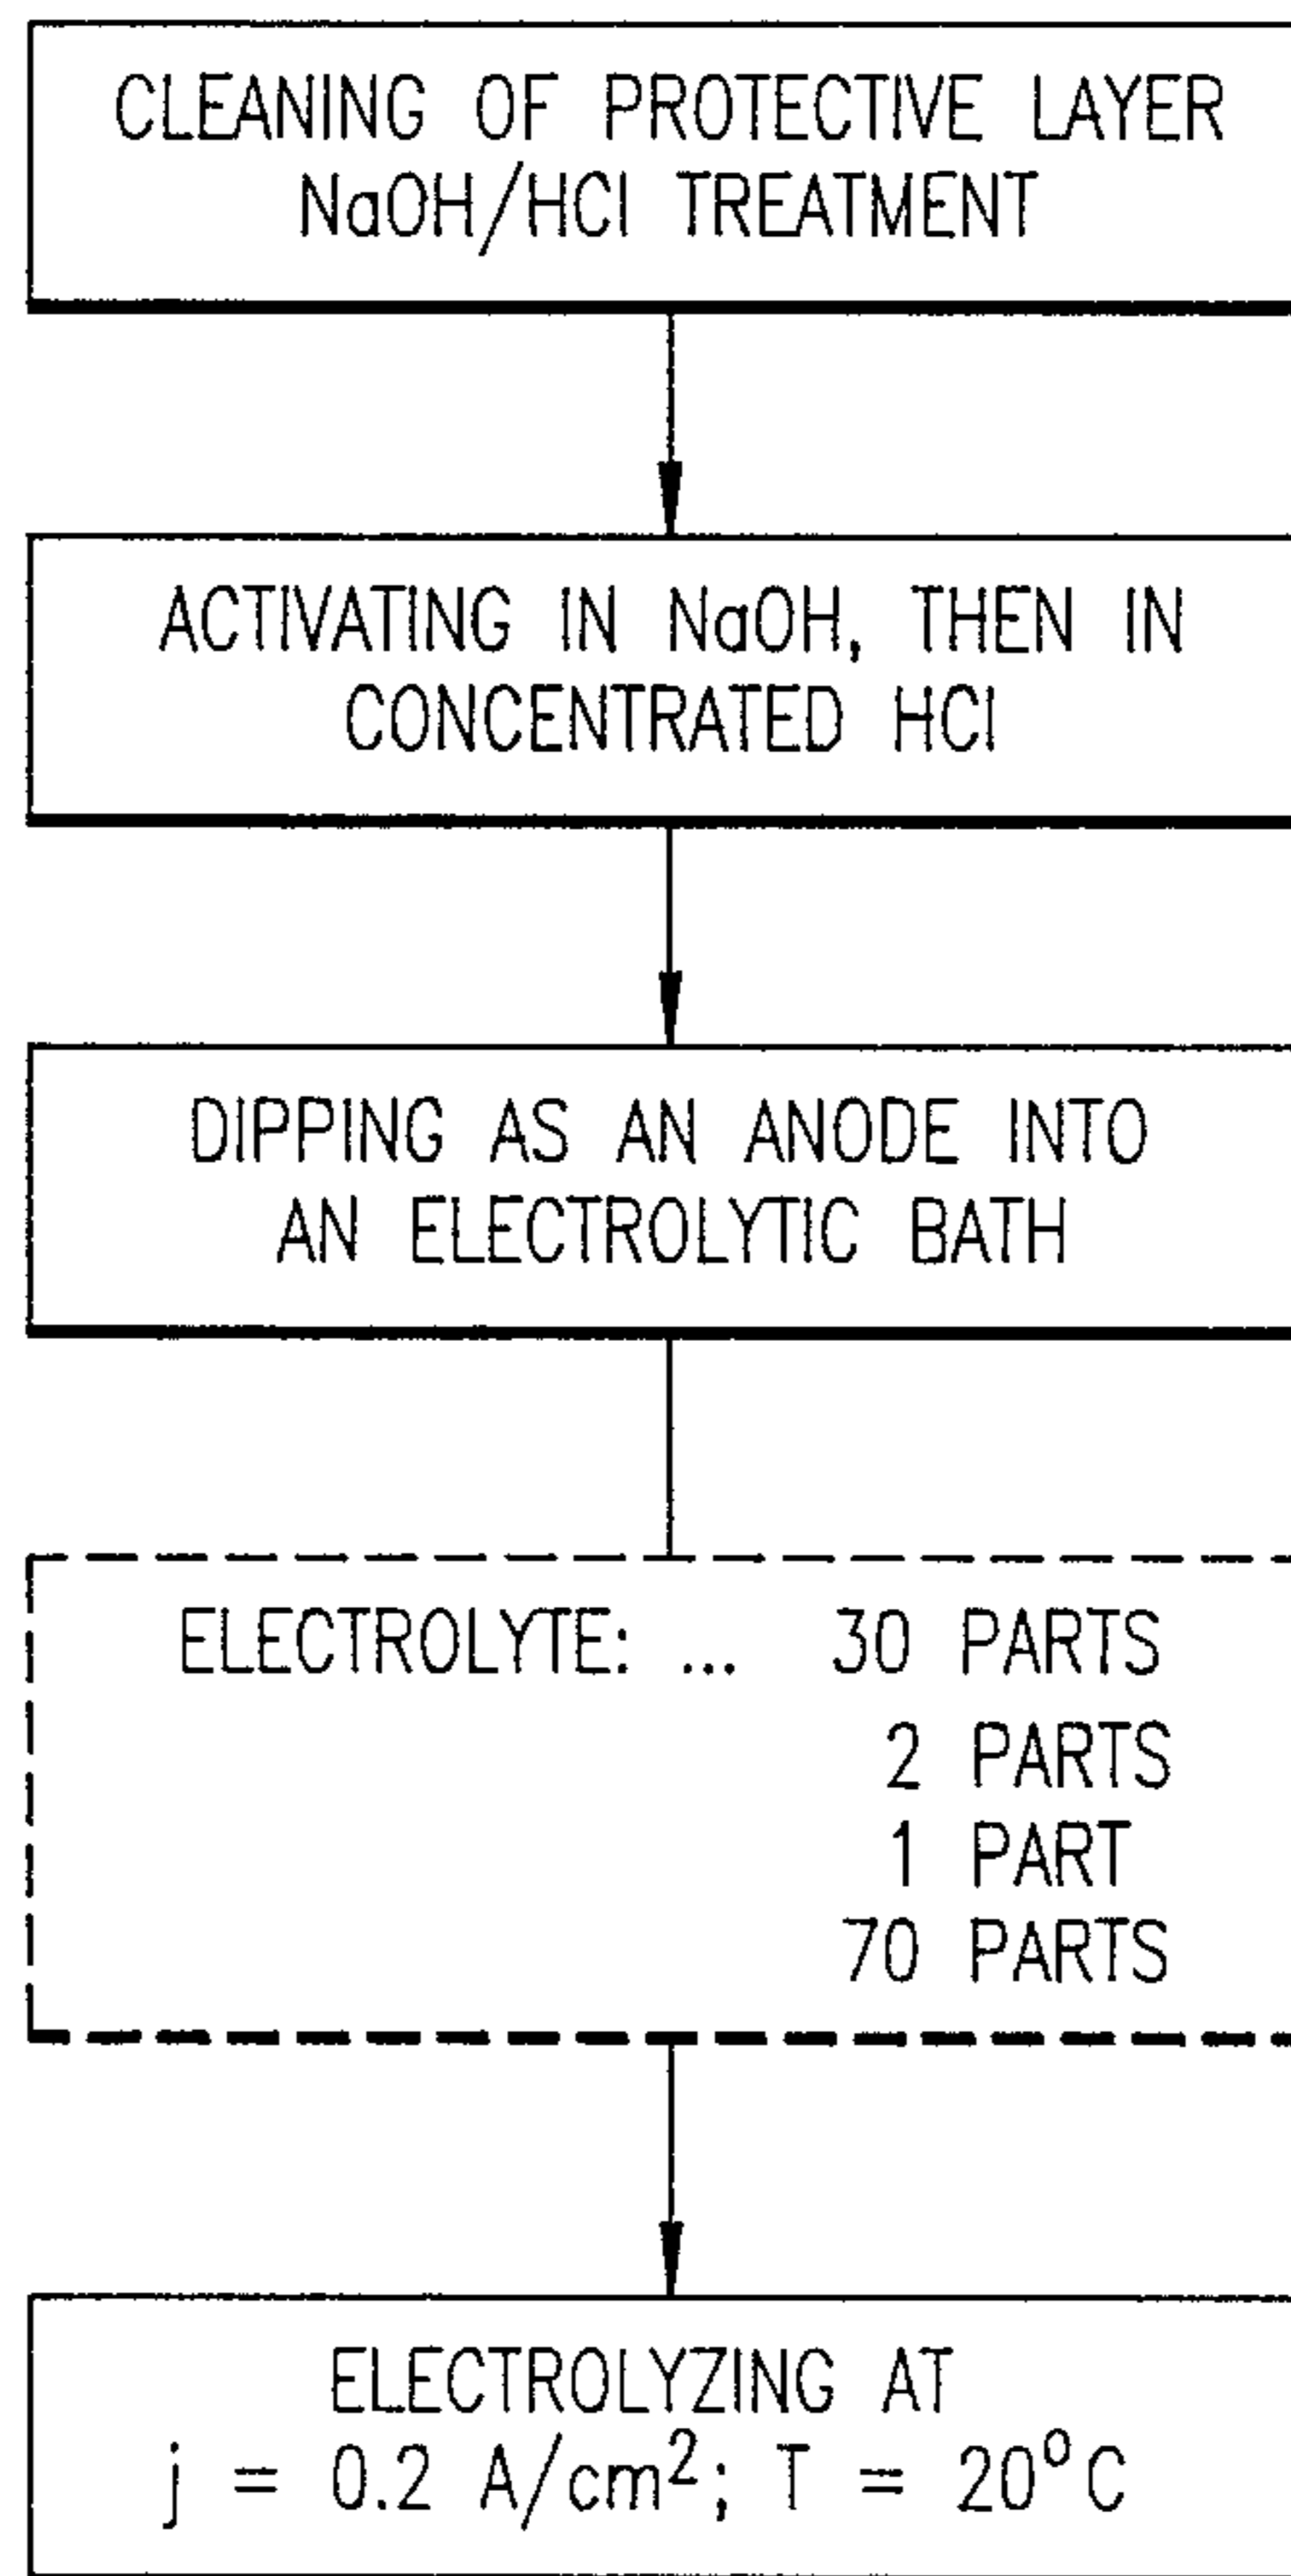 CLEANING OF PROTECTIVE LAYER
NaOH/HCl TREATMENT
ACTIVATING IN NaOH, THEN IN
CONCENTRATED HCl
DIPPING AS AN ANODE INTO
AN ELECTROLYTIC BATH
ELECTROLYTE: ... 30 PARTS
2 PARTS
1 PART
70 PARTS
ELECTROLYZING AT
j = 0.2 A/cm²; T = 20°C